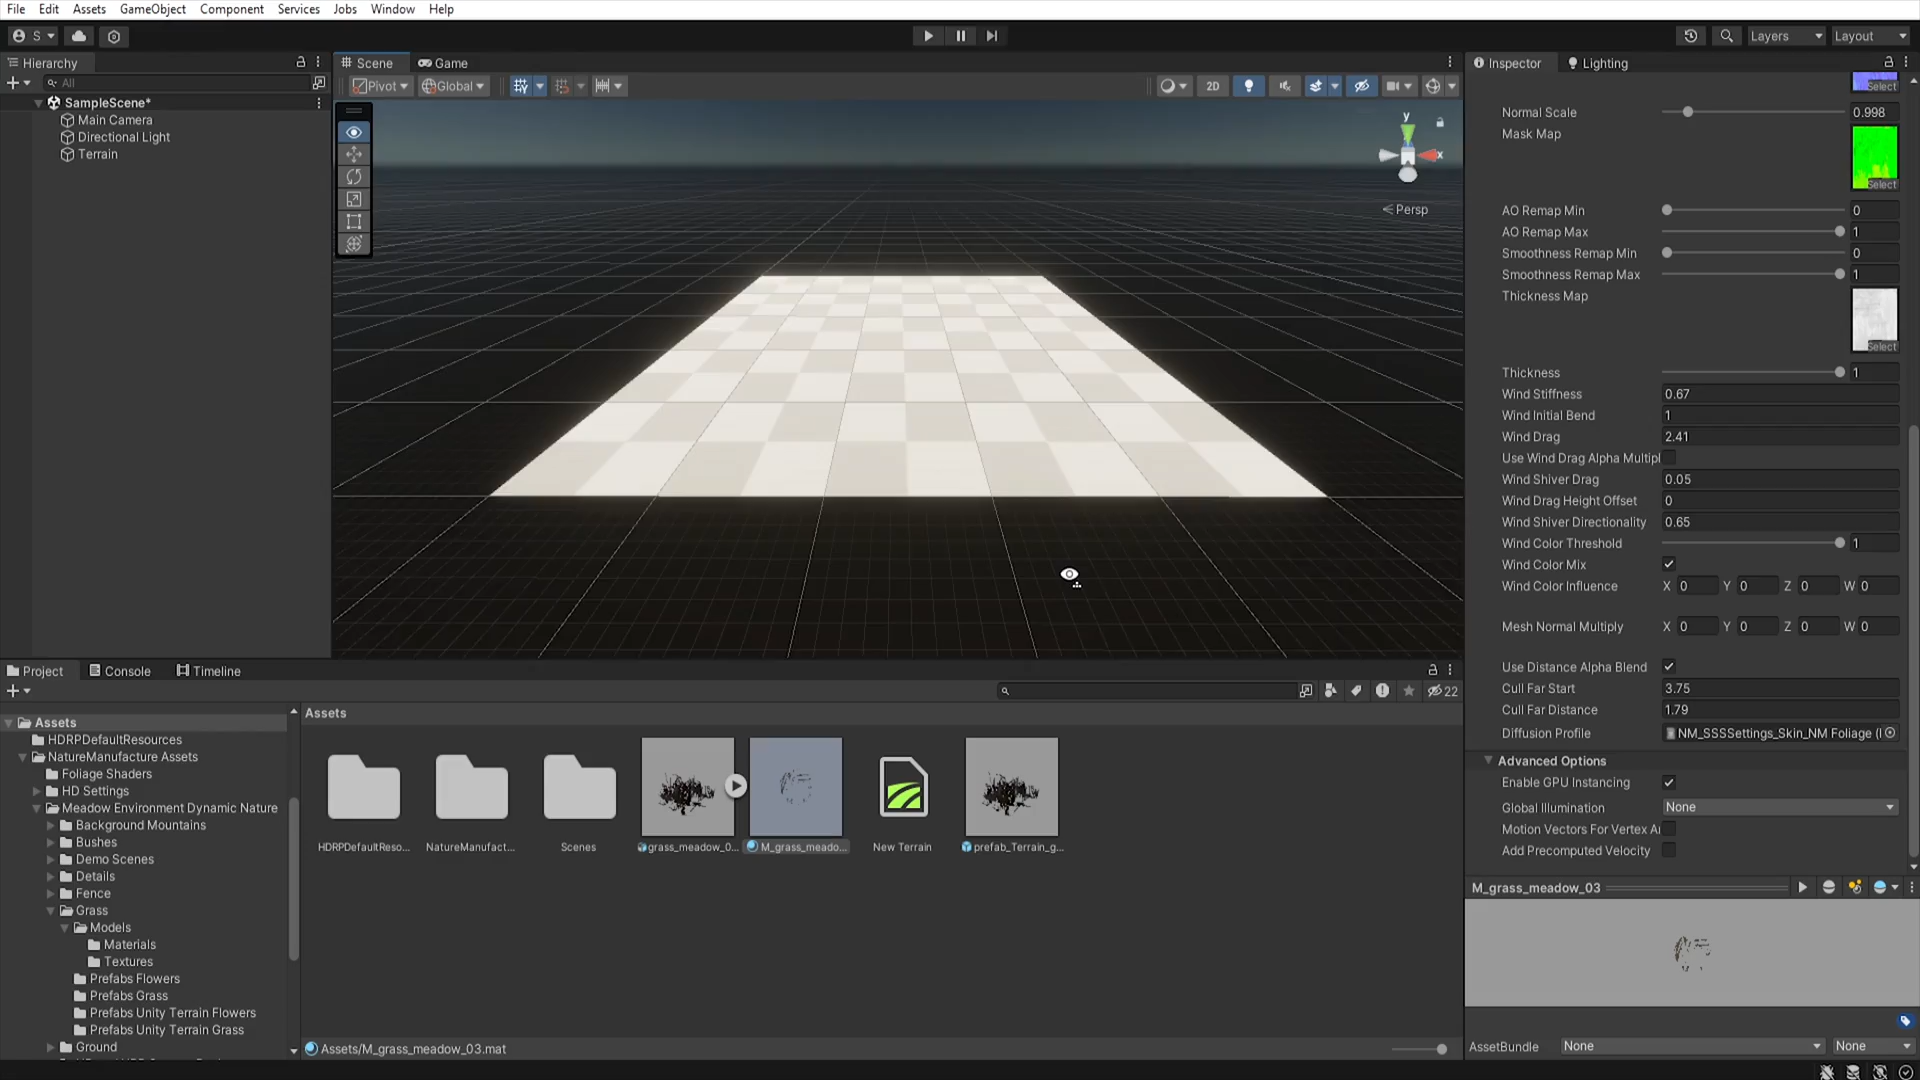 File Edit Assets GameObject Component Services Jobs Window Help
S
Layers Layout
Hierarchy
All
SampleScene*
Main Camera
Directional Light
Terrain
Scene Game
Pivot Global 2D
y
x
Persp
Inspector Lighting
Select
Normal Scale 0.998
Mask Map
Select
AO Remap Min 0
AO Remap Max 1
Smoothness Remap Min 0
Smoothness Remap Max 1
Thickness Map
Select
Thickness 1
Wind Stiffness 0.67
Wind Initial Bend 1
Wind Drag 2.41
Use Wind Drag Alpha Multipl
Wind Shiver Drag 0.05
Wind Drag Height Offset 0
Wind Shiver Directionality 0.65
Wind Color Threshold 1
Wind Color Mix
Wind Color Influence X 0 Y 0 Z 0 W 0
Mesh Normal Multiply X 0 Y 0 Z 0 W 0
Use Distance Alpha Blend
Cull Far Start 3.75
Cull Far Distance 1.79
Diffusion Profile NM_SSSSettings_Skin_NM Foliage (
Advanced Options
Enable GPU Instancing
Global Illumination None
Motion Vectors For Vertex A
Add Precomputed Velocity
M_grass_meadow_03
AssetBundle None None
Project Console Timeline
22
Assets
HDRPDefaultResources
NatureManufacture Assets
Foliage Shaders
HD Settings
Meadow Environment Dynamic Nature
Background Mountains
Bushes
Demo Scenes
Details
Fence
Grass
Models
Materials
Textures
Prefabs Flowers
Prefabs Grass
Prefabs Unity Terrain Flowers
Prefabs Unity Terrain Grass
Ground
Assets
HDRPDefaultReso... NatureManufact... Scenes grass_meadow_0... M_grass_meado... New Terrain prefab_Terrain_g...
Assets/M_grass_meadow_03.mat